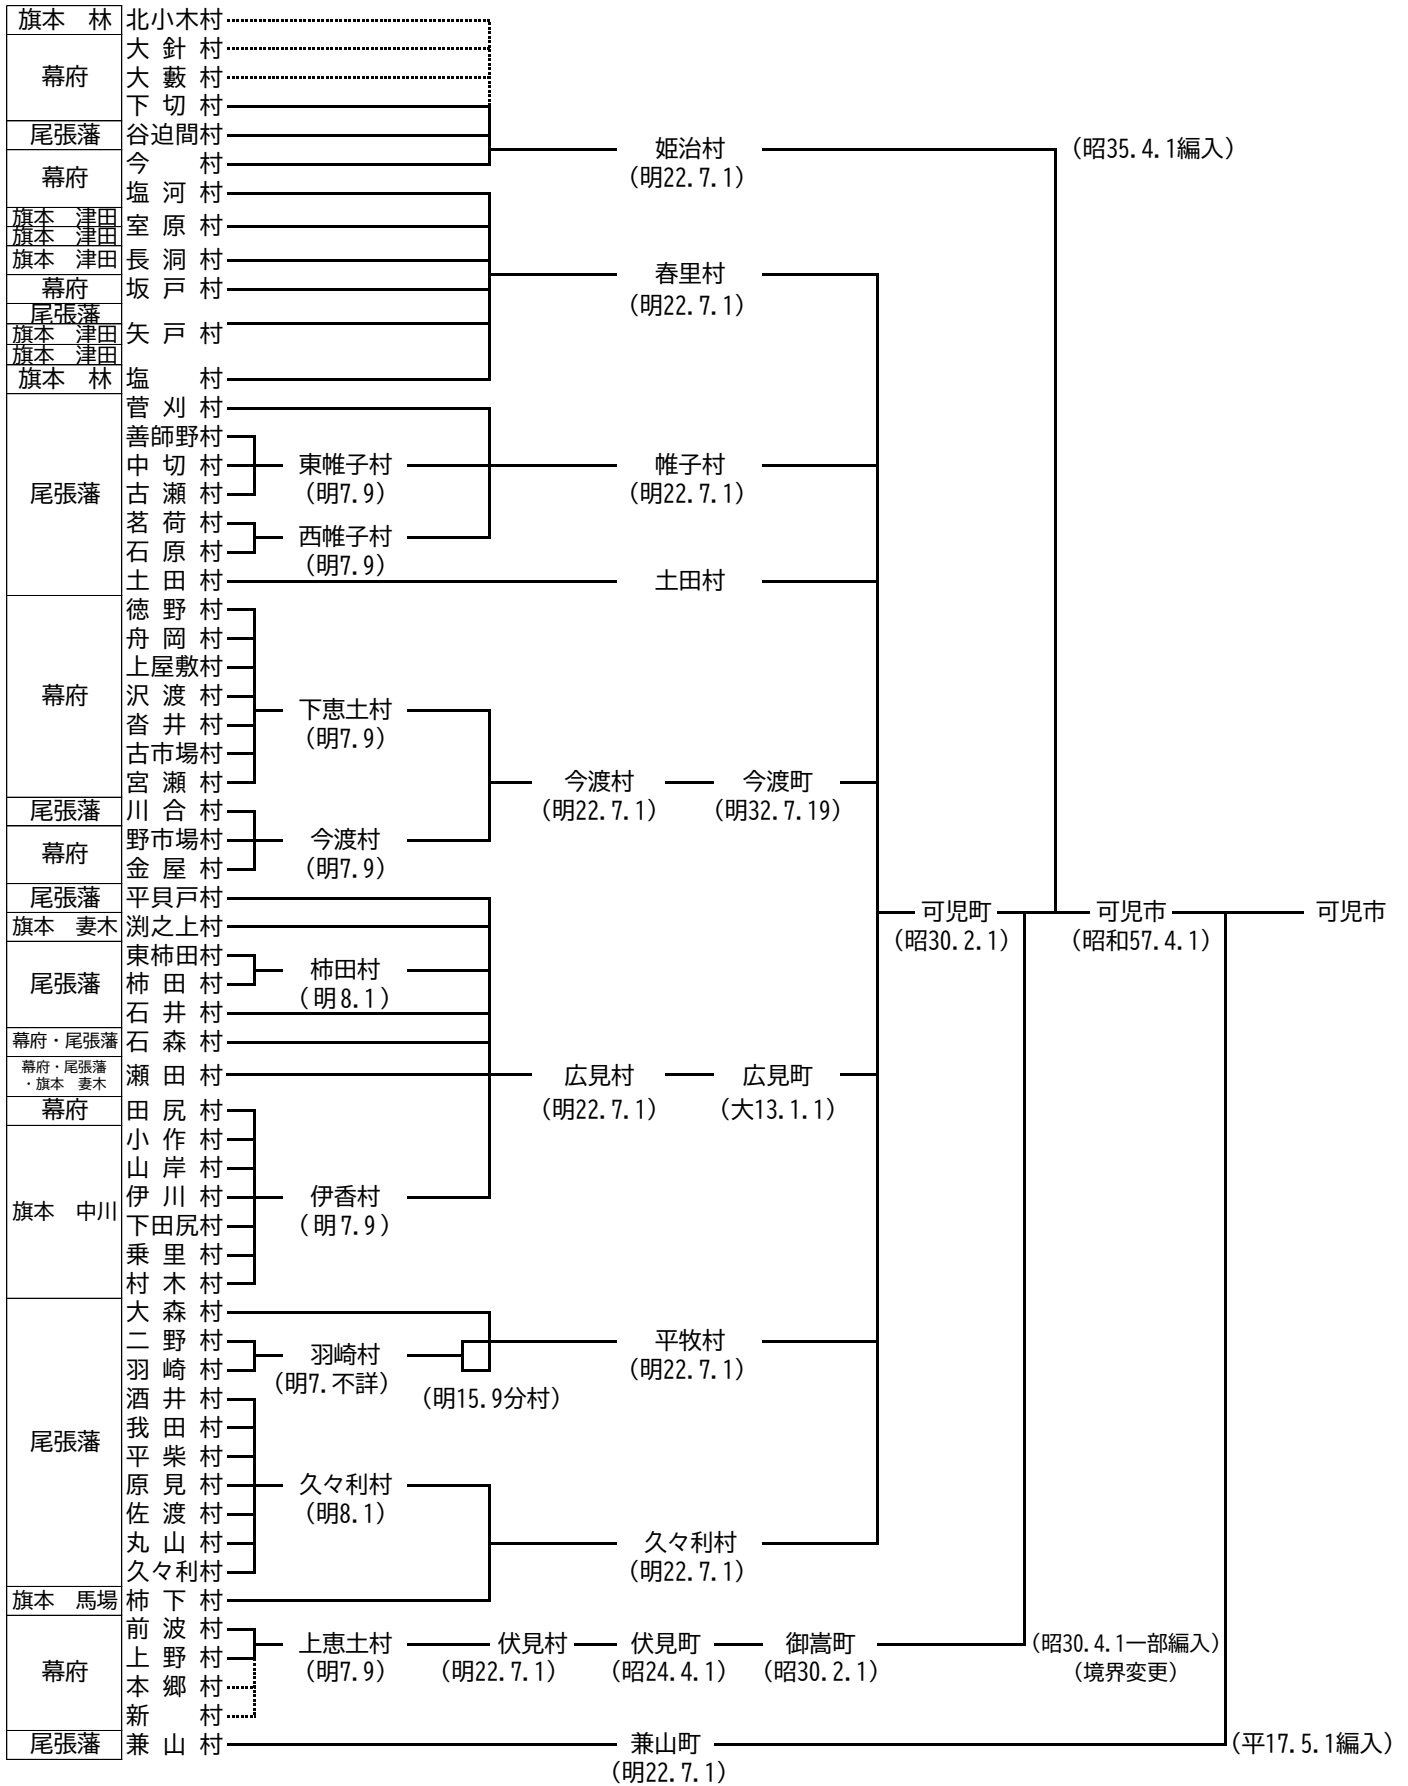 旗本　林　北小木村
幕府　大針村
大藪村
下切村
尾張藩　谷迫間村
姫治村　（昭35.4.1編入）
幕府　今　村
（明22.7.1）
塩河村
旗本　津田　室原村
旗本　津田
旗本　津田　長洞村
春里村
幕府　坂戸村
（明22.7.1）
尾張藩　矢戸村
旗本　津田
旗本　津田
旗本　林　塩　村
尾張藩　菅刈村
善師野村
中切村　東帷子村　帷子村
古瀬村　（明7.9）　（明22.7.1）
茗荷村
西帷子村
石原村
（明7.9）
土田村　土田村
幕府　徳野村
舟岡村
上屋敷村
沢渡村
下恵土村
沓井村
（明7.9）
古市場村
宮瀬村　今渡村　今渡町
尾張藩　川合村　（明22.7.1）　（明32.7.19）
幕府　野市場村　今渡村
金屋村　（明7.9）
尾張藩　平貝戸村
可児町　可児市　可児市
旗本　妻木　渕之上村
（昭30.2.1）　（昭和57.4.1）
尾張藩　東柿田村
柿田村
柿田村
（明8.1）
石井村
幕府・尾張藩　石森村
幕府・尾張藩・旗本　妻木　瀬田村　広見村　広見町
幕府　田尻村　（明22.7.1）　（大13.1.1）
旗本　中川　小作村
山岸村
伊川村　伊香村
下田尻村　（明7.9）
乗里村
村木村
尾張藩　大森村
二野村　平牧村
羽崎村
羽崎村　（明22.7.1）
（明7.不詳）
酒井村　（明15.9分村）
我田村
平柴村
原見村　久々利村
佐渡村　（明8.1）
丸山村　久々利村
久々利村　（明22.7.1）
旗本　馬場　柿下村
幕府　前波村
上恵土村　伏見村　伏見町　御嵩町　（昭30.4.1一部編入）
上野村
（明7.9）　（明22.7.1）　（昭24.4.1）　（昭30.2.1）　（境界変更）
本郷村
新　村
尾張藩　兼山村　兼山町　（平17.5.1編入）
（明22.7.1）